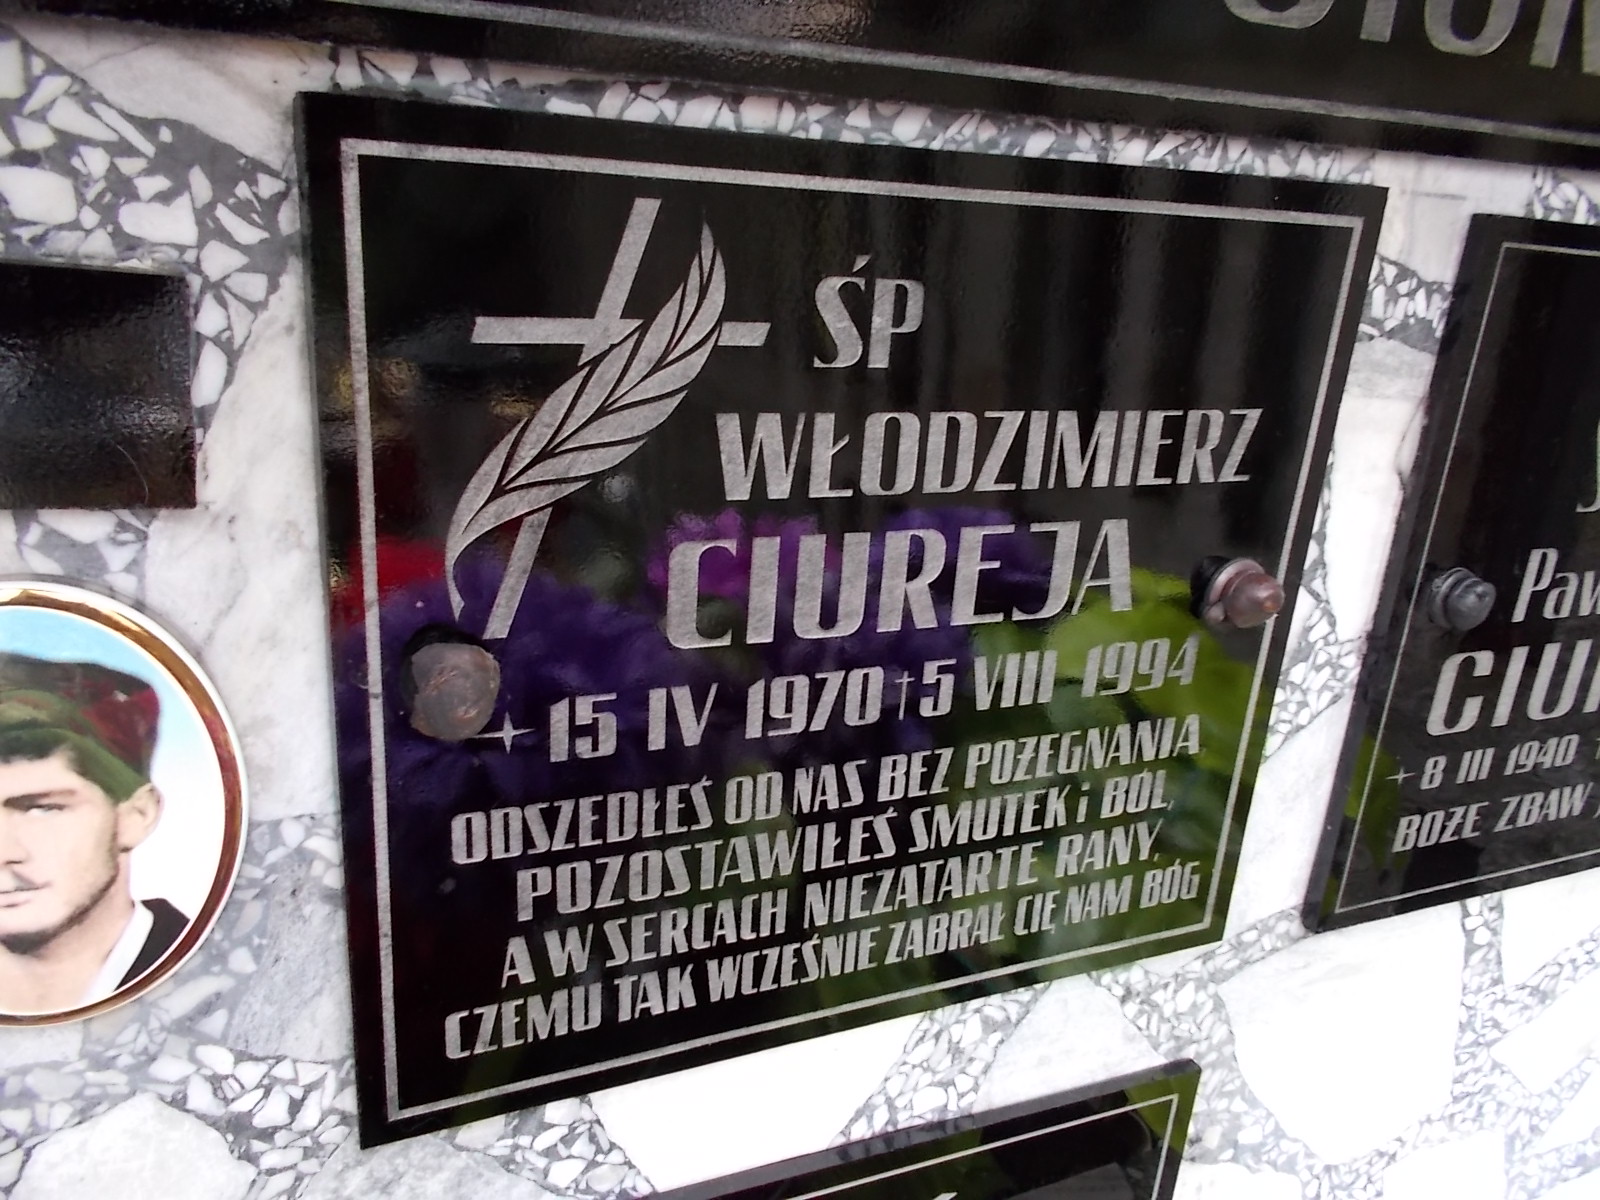 ŚP
WŁODZIMIERZ
CIUREJA
15 IV 1970 † 5 VIII 1994
ODSZEDŁEŚ OD NAS BEZ POŻEGNANIA
POZOSTAWIŁEŚ SMUTEK i BÓL,
A W SERCACH NIEZATARTE RANY,
CZEMU TAK WCZEŚNIE ZABRAŁ CIĘ NAM BÓG
8 III 1940
BOŻE ZBAW